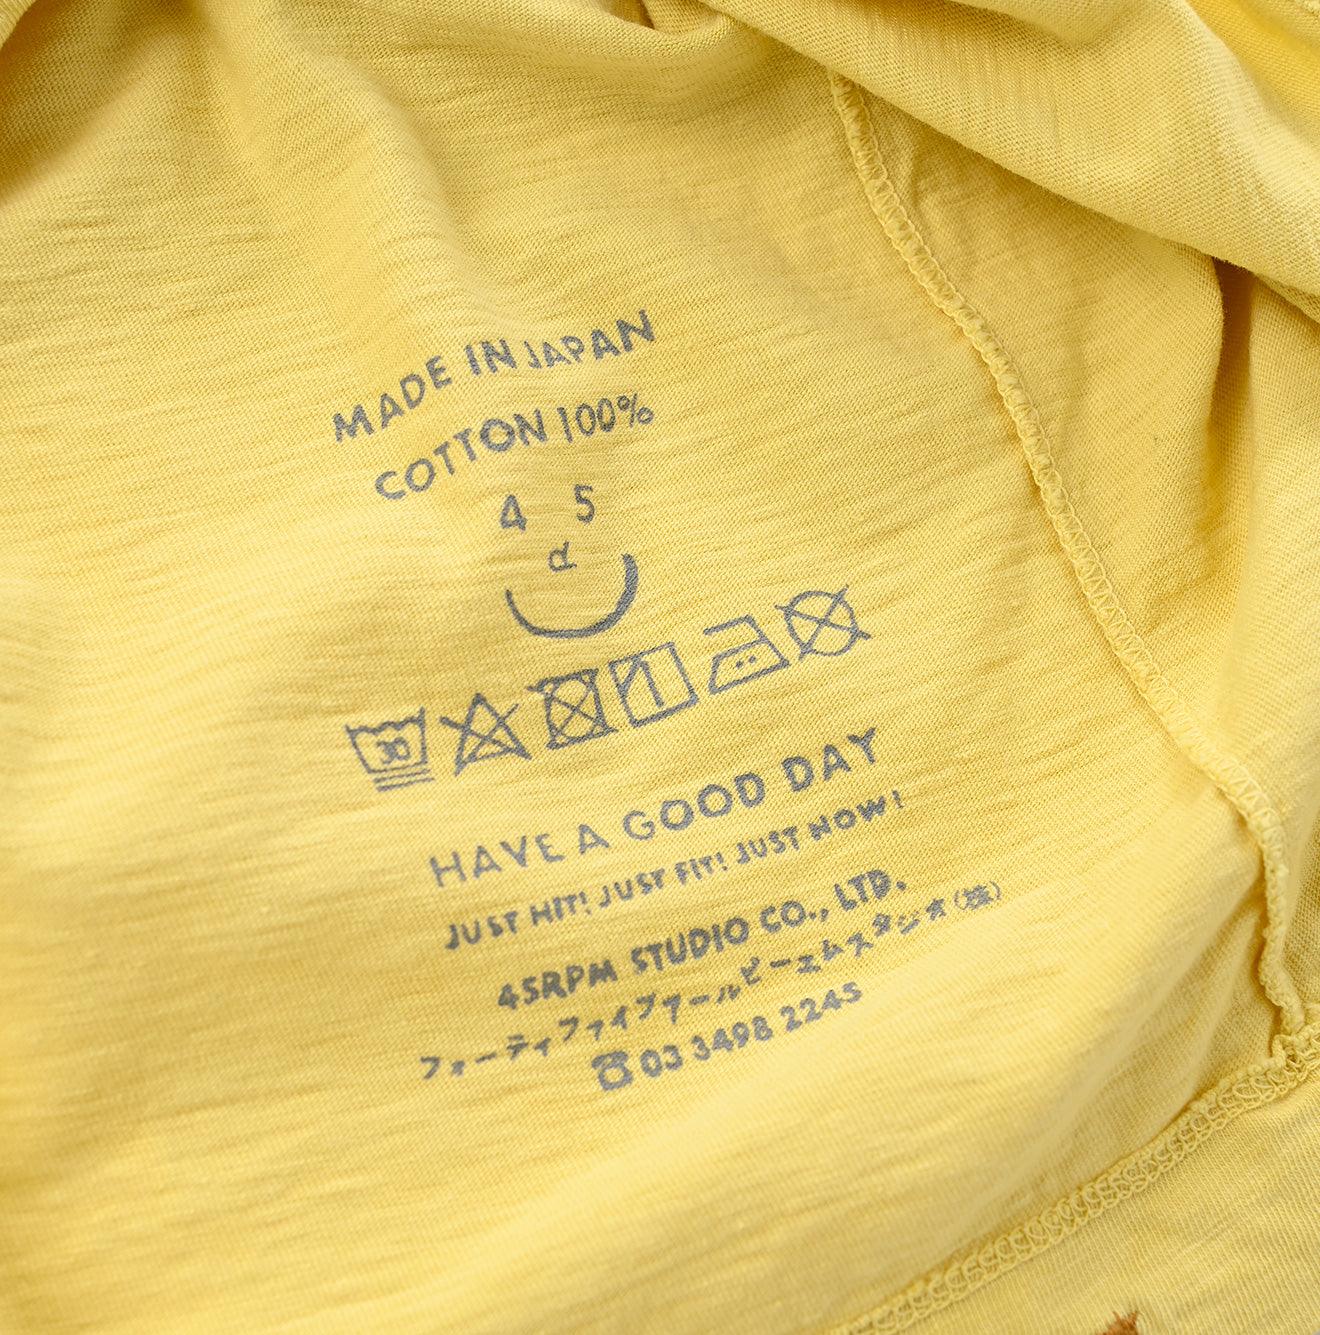 MADE IN JAPAN
COTTON 100%
4 5
R
30
HAVE A GOOD DAY
JUST HIT! JUST FIT! JUST NOW!
45RPM STUDIO CO., LTD.
フォーティファイブアールピーエムスタジオ(株)
☎03 3498 2245